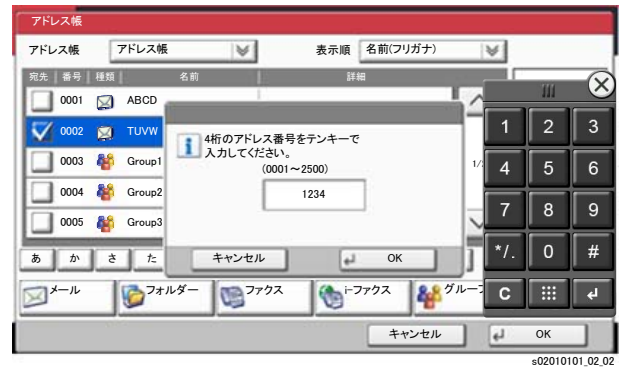 アドレス帳
アドレス帳 アドレス帳 表示順 名前(フリガナ)
宛先 番号 種類 名前 詳細
0001 ABCD
0002 TUVW
0003 Group1
0004 Group2
0005 Group3
4桁のアドレス番号をテンキーで
入力してください。
(0001～2500)
1234
キャンセル OK
1/
あ か さ た
メール フォルダー ファクス i-ファクス グループ
キャンセル OK
1 2 3
4 5 6
7 8 9
*/. 0 #
C
s02010101_02_02